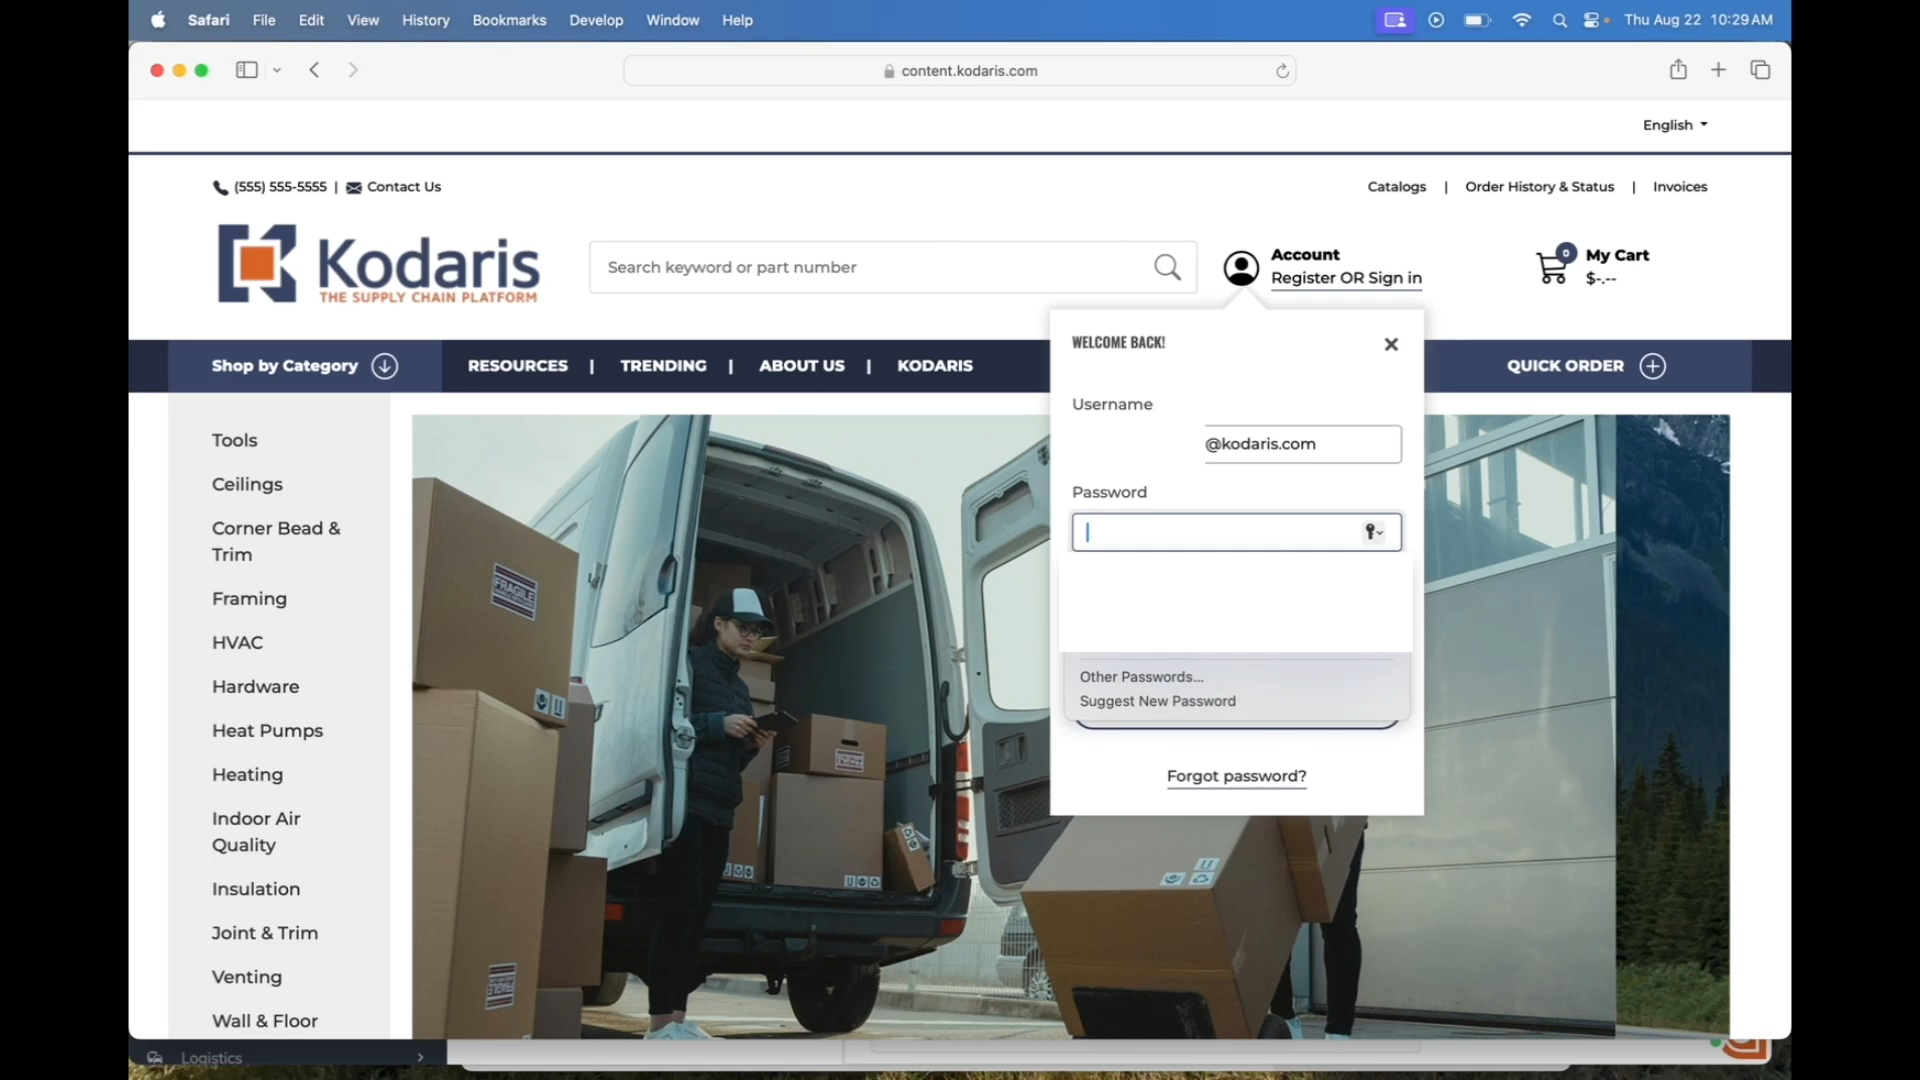 Safari File Edit View History Bookmarks Develop Window Help Thu Aug 22 10:29 AM
content.kodaris.com
English
(555) 555-5555 | Contact Us
Catalogs | Order History & Status | Invoices
Kodaris
THE SUPPLY CHAIN PLATFORM
Search keyword or part number
Account
Register OR Sign in
0
My Cart
$-.--
Shop by Category
RESOURCES | TRENDING | ABOUT US | KODARIS
QUICK ORDER
WELCOME BACK!
Username
@kodaris.com
Password
Other Passwords...
Suggest New Password
Forgot password?
Tools
Ceilings
Corner Bead &
Trim
Framing
HVAC
Hardware
Heat Pumps
Heating
Indoor Air
Quality
Insulation
Joint & Trim
Venting
Wall & Floor
FRAGILE
Logistics